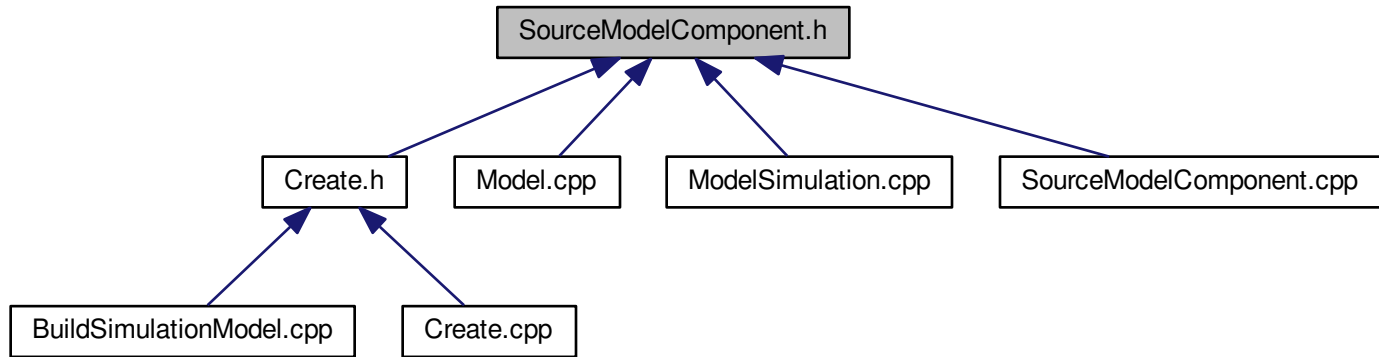 SourceModelComponent.h
Create.h
Model.cpp
ModelSimulation.cpp
SourceModelComponent.cpp
BuildSimulationModel.cpp
Create.cpp